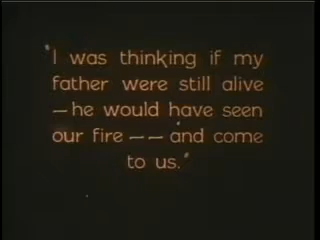 "I was thinking if my
father were still alive
— he would have seen
our fire — — and come
to us."